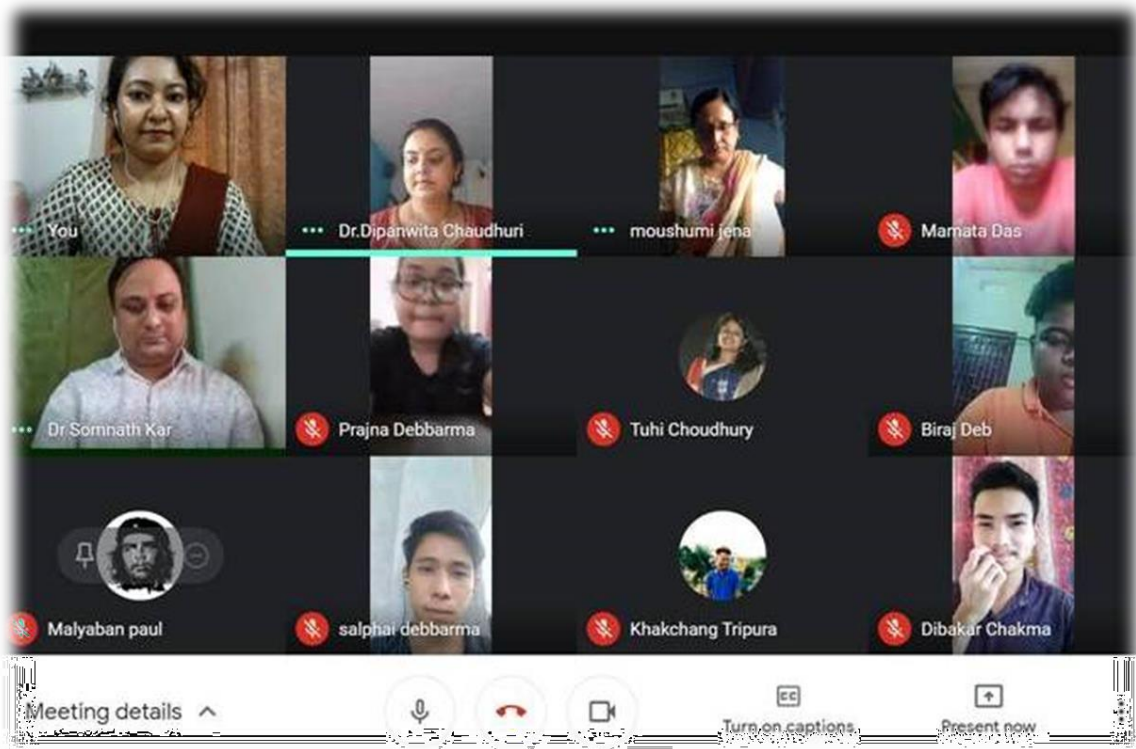 You
Dr.Dipanwita Chaudhuri
moushumi jena
Mamata Das
Dr Somnath Kar
Prajna Debbarma
Tuhi Choudhury
Biraj Deb
Malyaban paul
salphai debbarma
Khakchang Tripura
Dibakar Chakma
Meeting details
CC
Turn on captions
Present now